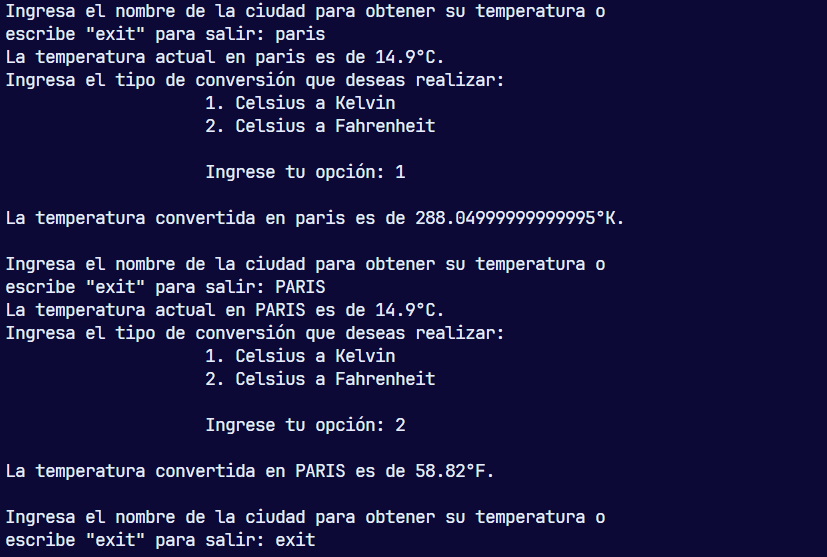 Ingresa el nombre de la ciudad para obtener su temperatura o
escribe "exit" para salir: paris
La temperatura actual en paris es de 14.9°C.
Ingresa el tipo de conversión que deseas realizar:
1. Celsius a Kelvin
2. Celsius a Fahrenheit
Ingrese tu opción: 1
La temperatura convertida en paris es de 288.04999999999995°K.
Ingresa el nombre de la ciudad para obtener su temperatura o
escribe "exit" para salir: PARIS
La temperatura actual en PARIS es de 14.9°C.
Ingresa el tipo de conversión que deseas realizar:
1. Celsius a Kelvin
2. Celsius a Fahrenheit
Ingrese tu opción: 2
La temperatura convertida en PARIS es de 58.82°F.
Ingresa el nombre de la ciudad para obtener su temperatura o
escribe "exit" para salir: exit